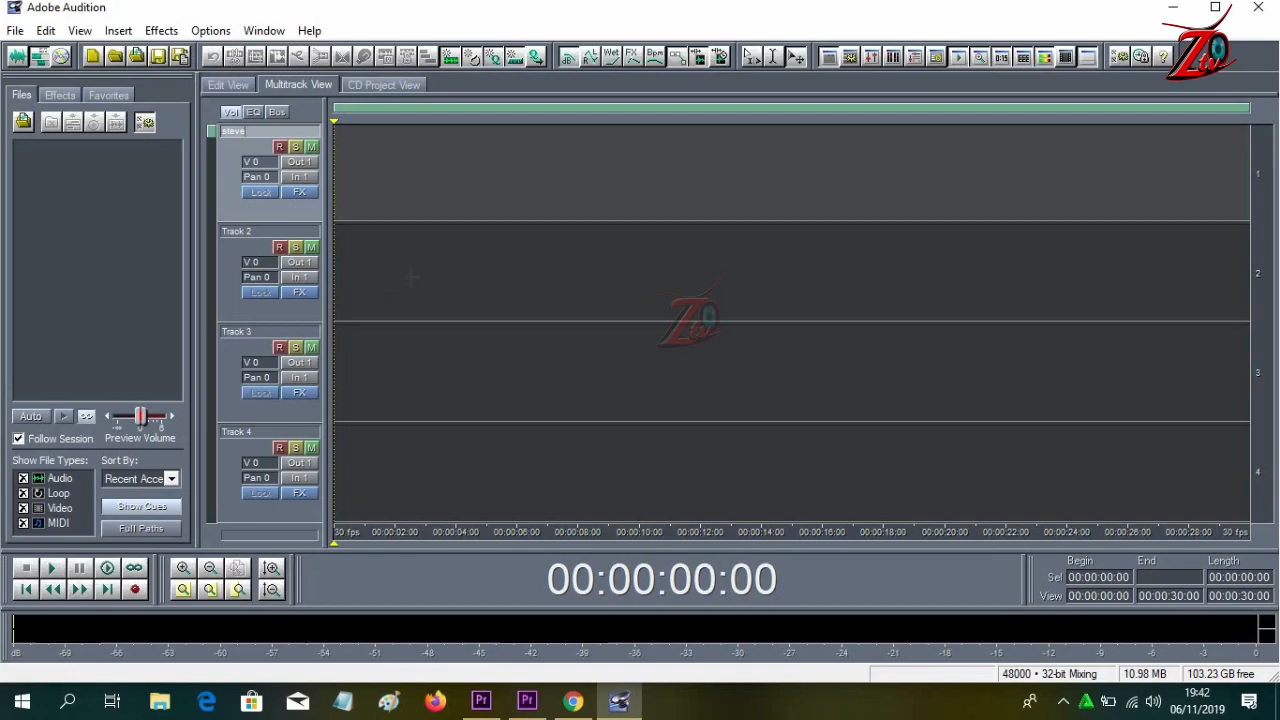 Adobe Audition
File Edit View Insert Effects Options Window Help
Wet FX Bpm
Files Effects Favorites
Edit View Multitrack View CD Project View
Vol EQ Bus
steve
R S M
V 0 Out 1
Pan 0 In 1
Lock FX
1
Track 2
R S M
V 0 Out 1
Pan 0 In 1
Lock FX
2
Track 3
R S M
V 0 Out 1
Pan 0 In 1
Lock FX
3
Track 4
R S M
V 0 Out 1
Pan 0 In 1
Lock FX
4
Auto
Follow Session
Preview Volume
Show File Types:
Audio
Loop
Video
MIDI
Sort By:
Recent Acce
Show Cues
Full Paths
30 fps 00:00:02:00 00:00:04:00 00:00:06:00 00:00:08:00 00:00:10:00 00:00:12:00 00:00:14:00 00:00:16:00 00:00:18:00 00:00:20:00 00:00:22:00 00:00:24:00 00:00:26:00 00:00:28:00 30 fps
00:00:00:00
Begin End Length
Sel 00:00:00:00 00:00:00:00
View 00:00:00:00 00:00:30:00 00:00:30:00
dB -69 -66 -63 -60 -57 -54 -51 -48 -45 -42 -39 -36 -33 -30 -27 -24 -21 -18 -15 -12 -9 -6 -3 0
48000 • 32-bit Mixing 10.98 MB 103.23 GB free
Pr Pr
19:42
06/11/2019